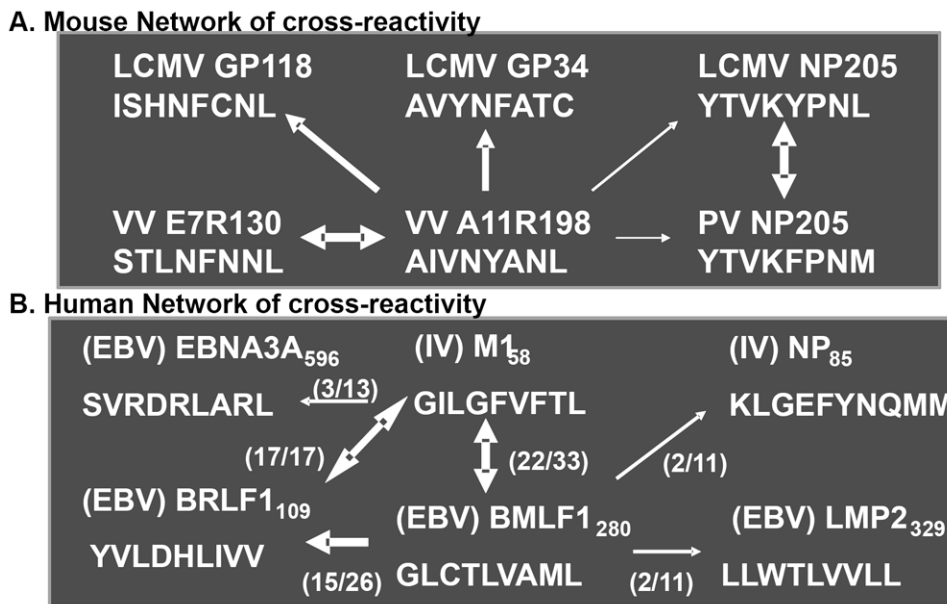 A. Mouse Network of cross-reactivity
LCMV GP118 LCMV GP34 LCMV NP205
ISHNFCNL AVYNFATC YTVKYPNL
VV E7R130 VV A11R198 PV NP205
STLNFNNL AIVNYANL YTVKFPNM
B. Human Network of cross-reactivity
(EBV) EBNA3A596 (IV) M158 (IV) NP85
(3/13)
SVRDRLARL GILGFVFTL KLGEFYNQMM
(17/17) (22/33) (2/11)
(EBV) BRLF1109 (EBV) BMLF1280 (EBV) LMP2329
YVLDHLIVV GLCTLVAML LLWTLVVLL
(15/26) (2/11)